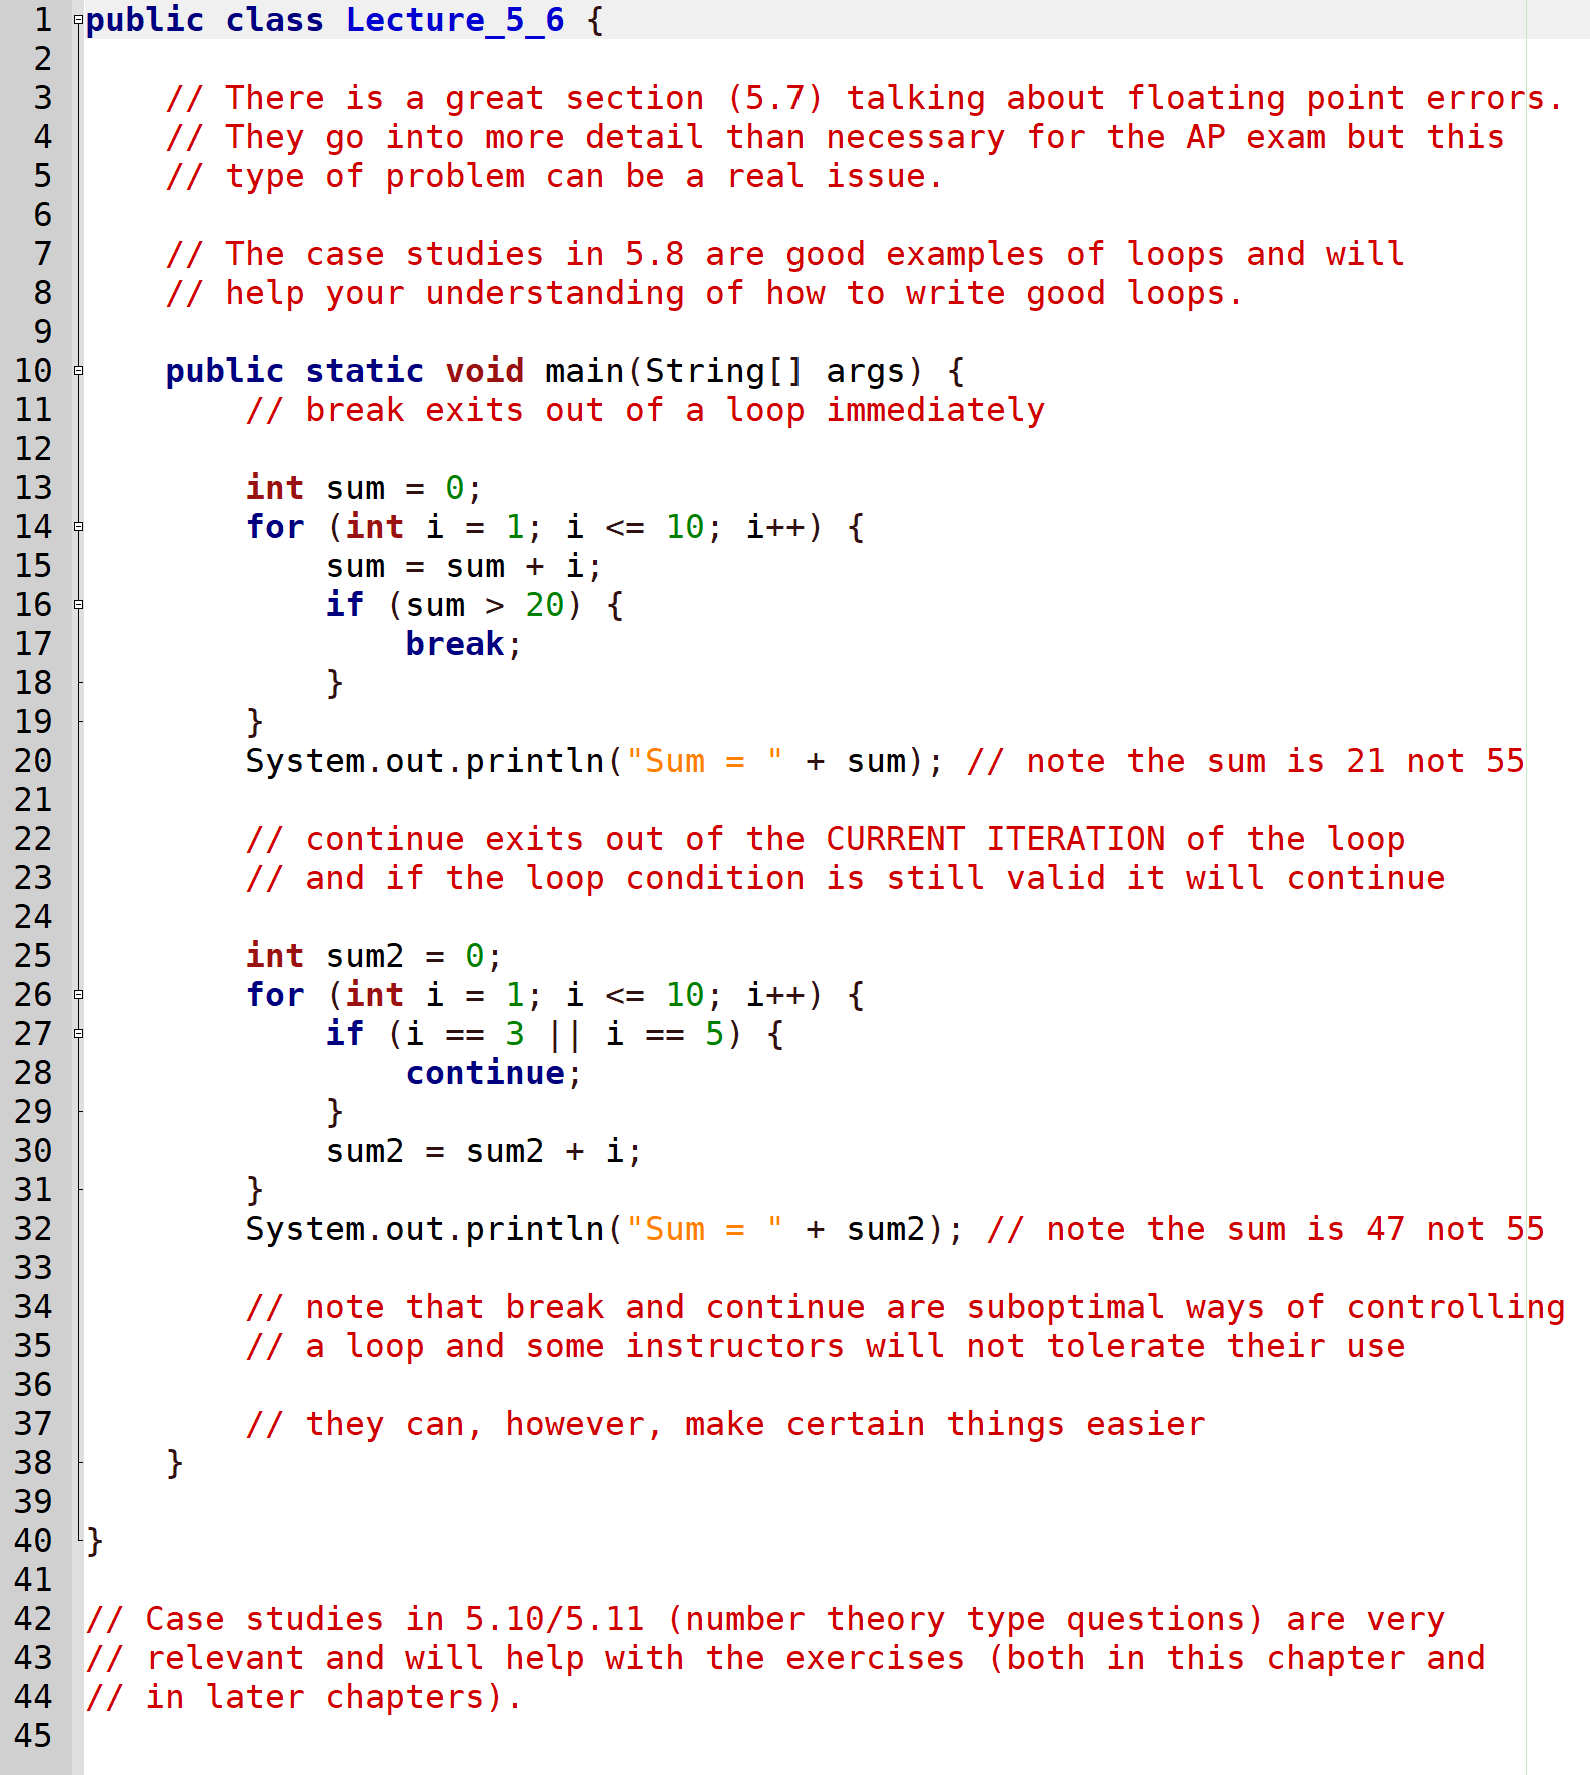 1 public class Lecture_5_6 {
2
3     // There is a great section (5.7) talking about floating point errors.
4     // They go into more detail than necessary for the AP exam but this
5     // type of problem can be a real issue.
6
7     // The case studies in 5.8 are good examples of loops and will
8     // help your understanding of how to write good loops.
9
10     public static void main(String[] args) {
11         // break exits out of a loop immediately
12
13         int sum = 0;
14         for (int i = 1; i <= 10; i++) {
15             sum = sum + i;
16             if (sum > 20) {
17                 break;
18             }
19         }
20         System.out.println("Sum = " + sum); // note the sum is 21 not 55
21
22         // continue exits out of the CURRENT ITERATION of the loop
23         // and if the loop condition is still valid it will continue
24
25         int sum2 = 0;
26         for (int i = 1; i <= 10; i++) {
27             if (i == 3 || i == 5) {
28                 continue;
29             }
30             sum2 = sum2 + i;
31         }
32         System.out.println("Sum = " + sum2); // note the sum is 47 not 55
33
34         // note that break and continue are suboptimal ways of controlling
35         // a loop and some instructors will not tolerate their use
36
37         // they can, however, make certain things easier
38     }
39
40 }
41
42 // Case studies in 5.10/5.11 (number theory type questions) are very
43 // relevant and will help with the exercises (both in this chapter and
44 // in later chapters).
45